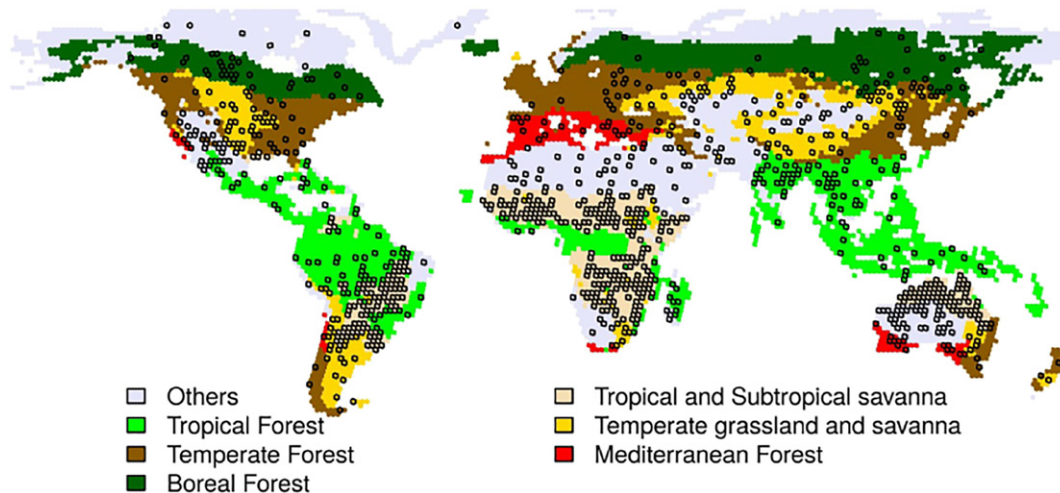 Others
Tropical Forest
Temperate Forest
Boreal Forest
Tropical and Subtropical savanna
Temperate grassland and savanna
Mediterranean Forest